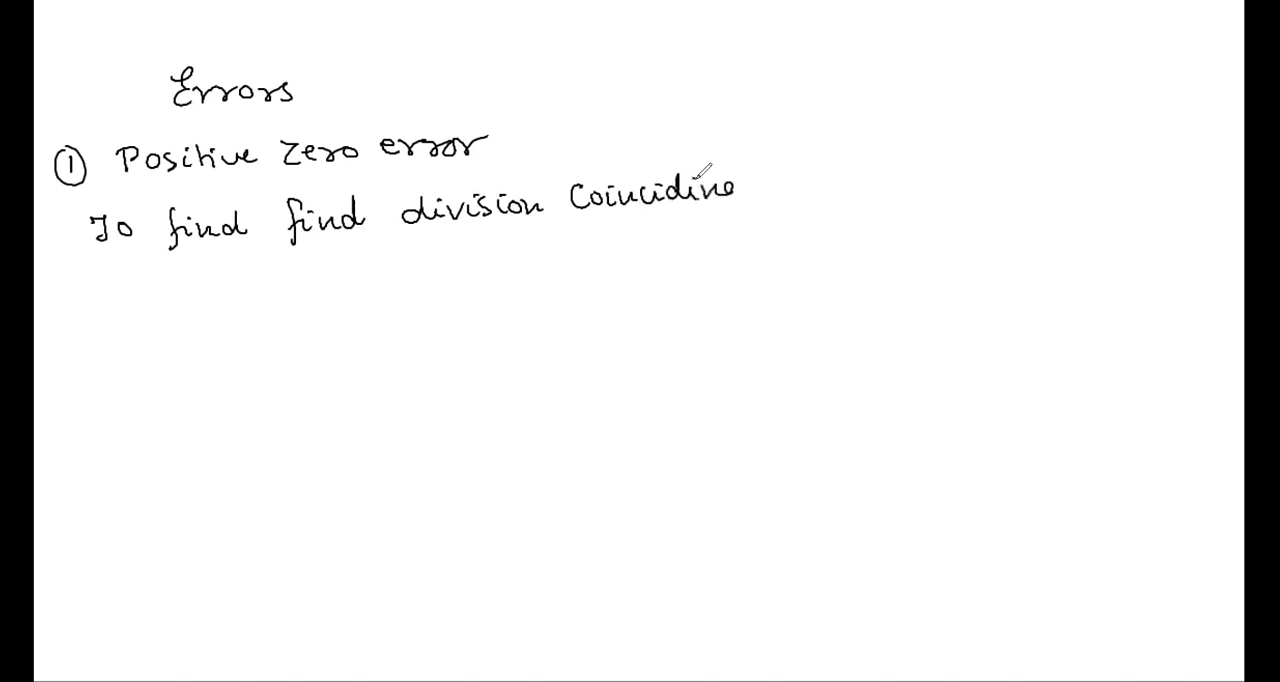 Errors
① Positive zero error
To find find division Coinciding